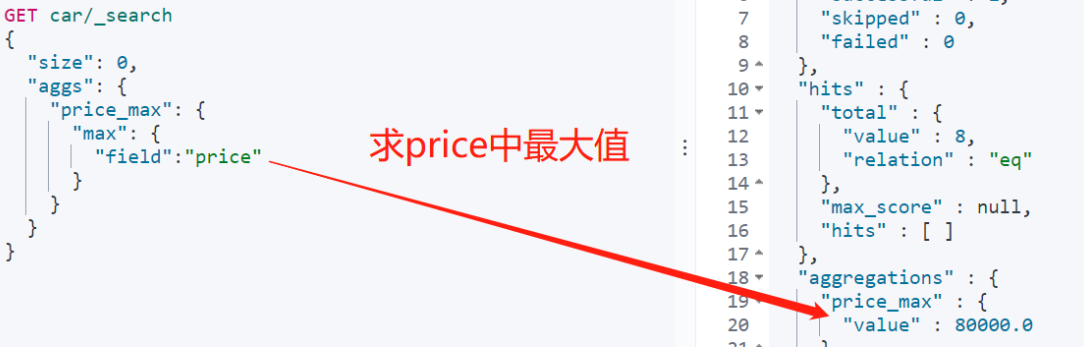 GET car/_search
{
"size": 0,
"aggs": {
"price_max": {
"max": {
"field":"price"
}
}
}
}
求price中最大值
7 "skipped" : 0,
8 "failed" : 0
9 },
10 "hits" : {
11 "total" : {
12 "value" : 8,
13 "relation" : "eq"
14 },
15 "max_score" : null,
16 "hits" : [ ]
17 },
18 "aggregations" : {
19 "price_max" : {
20 "value" : 80000.0